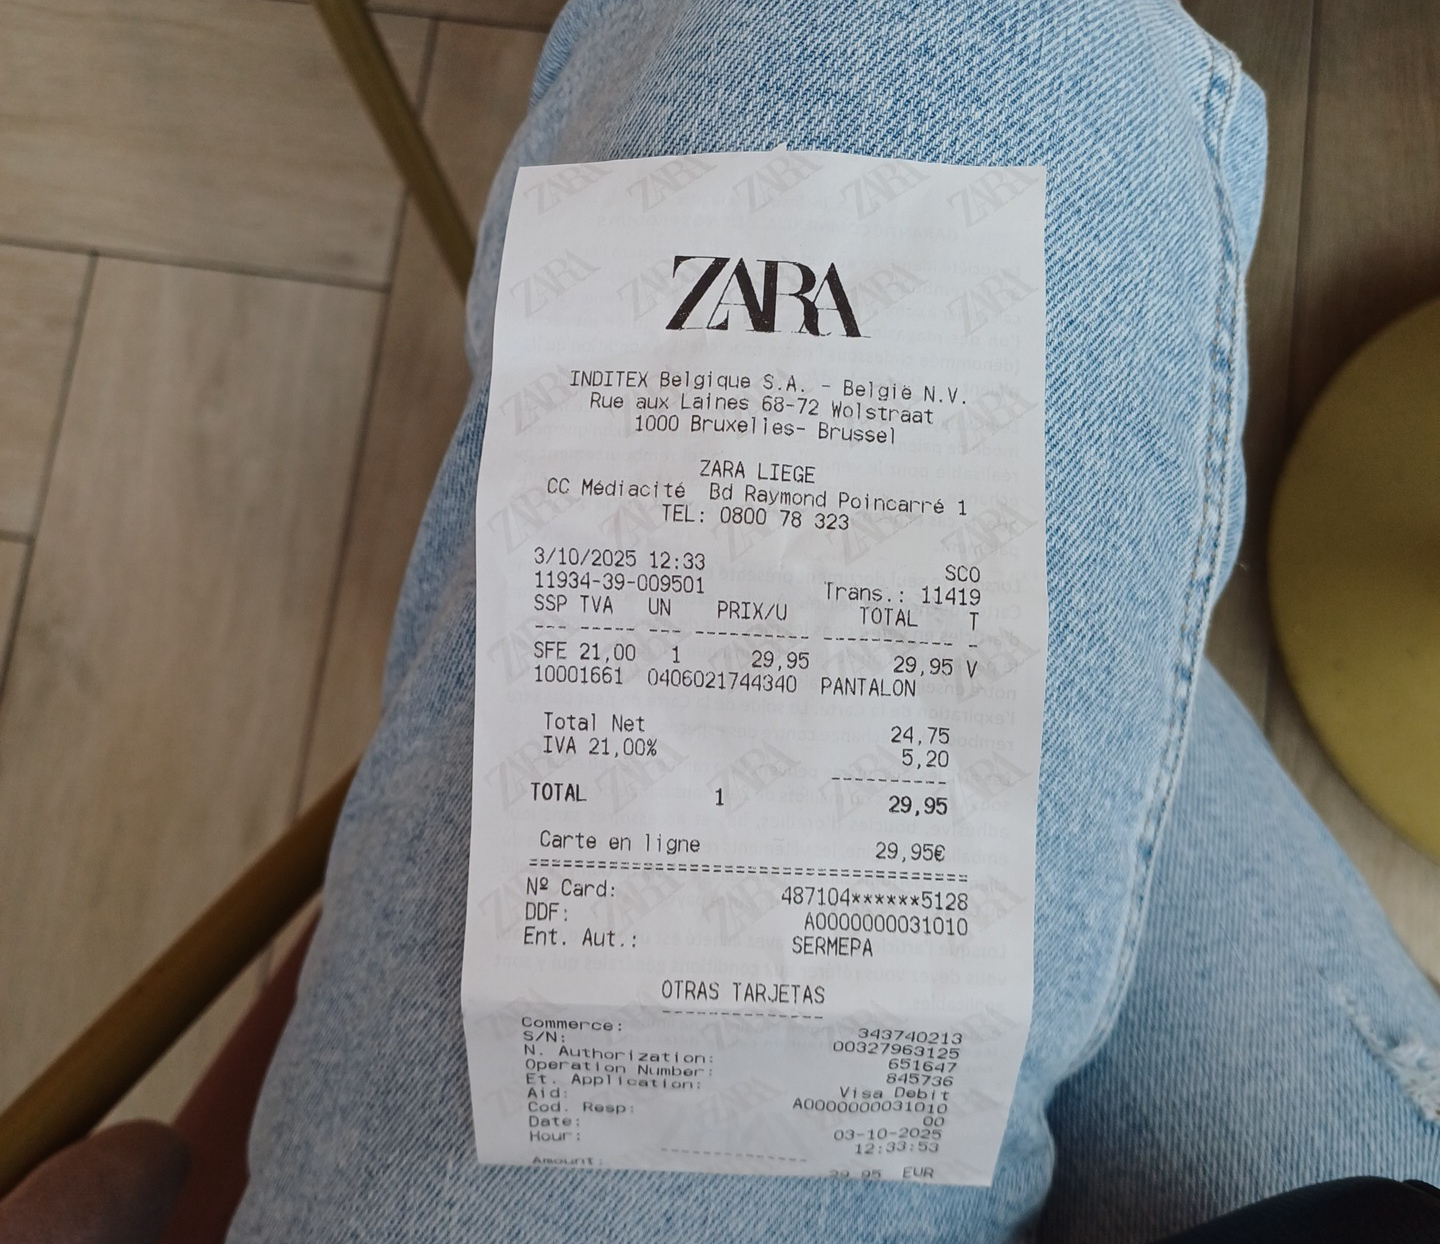 ZARA
INDITEX Belgique S.A. - België N.V.
Rue aux Laines 68-72 Wolstraat
1000 Bruxelles- Brussel
ZARA LIEGE
CC Médiacité Bd Raymond Poincarré 1
TEL: 0800 78 323
3/10/2025 12:33 SCO
11934-39-009501 Trans.: 11419
SSP TVA UN PRIX/U TOTAL T
--- ----- --- ---------- ----------- -
SFE 21,00 1 29,95 29,95 V
10001661 0406021744340 PANTALON
Total Net 24,75
IVA 21,00% 5,20
----------
TOTAL 1 29,95
Carte en ligne 29,95€
======================================
Nº Card: 487104******5128
DDF: A0000000031010
Ent. Aut.: SERMEPA
OTRAS TARJETAS
--------------
Commerce: 343740213
S/N: 00327963125
N. Authorization: 651647
Operation Number: 845736
Et. Application: Visa Debit
Aid: A0000000031010
Cod. Resp: 00
Date: 03-10-2025
Hour: 12:33:53
--------------
Amount: 29,95 EUR